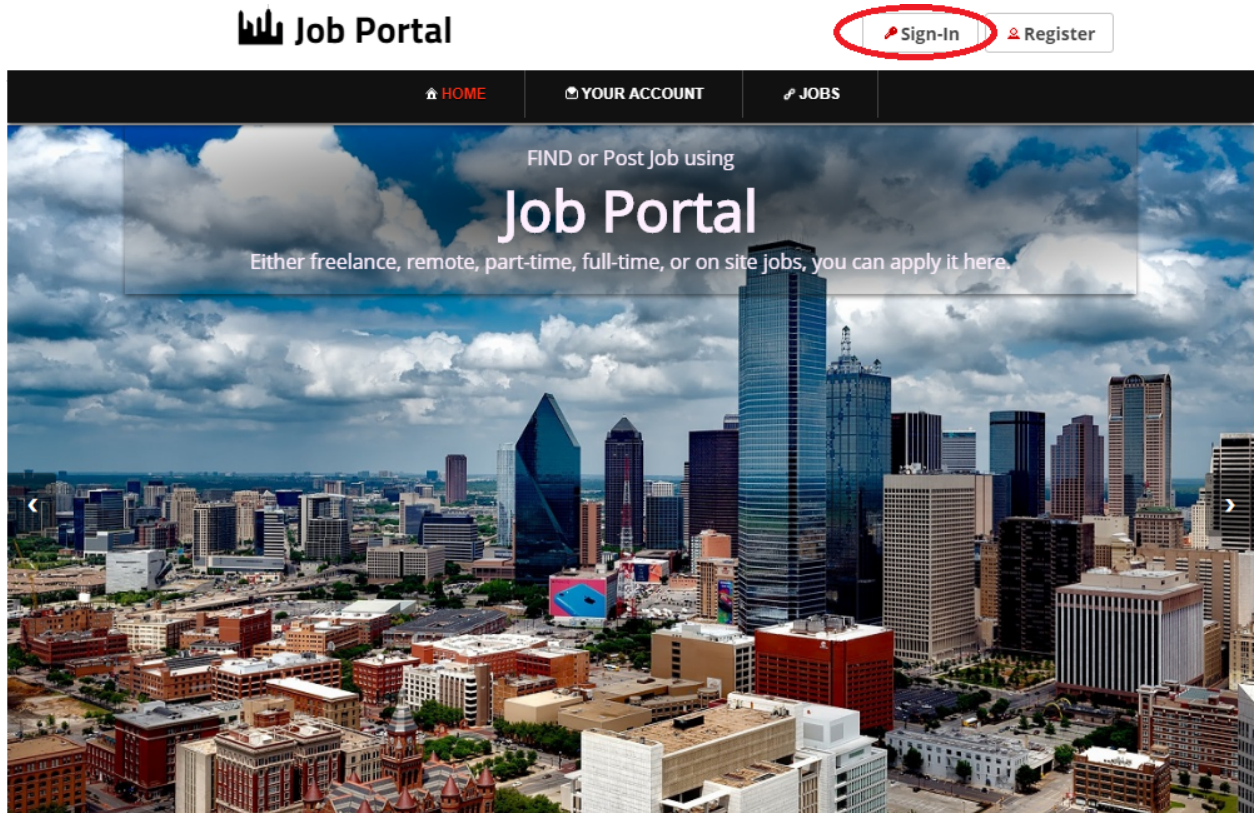 Job Portal
Sign-In
Register
HOME
YOUR ACCOUNT
JOBS
FIND or Post Job using
Job Portal
Either freelance, remote, part-time, full-time, or on site jobs, you can apply it here.